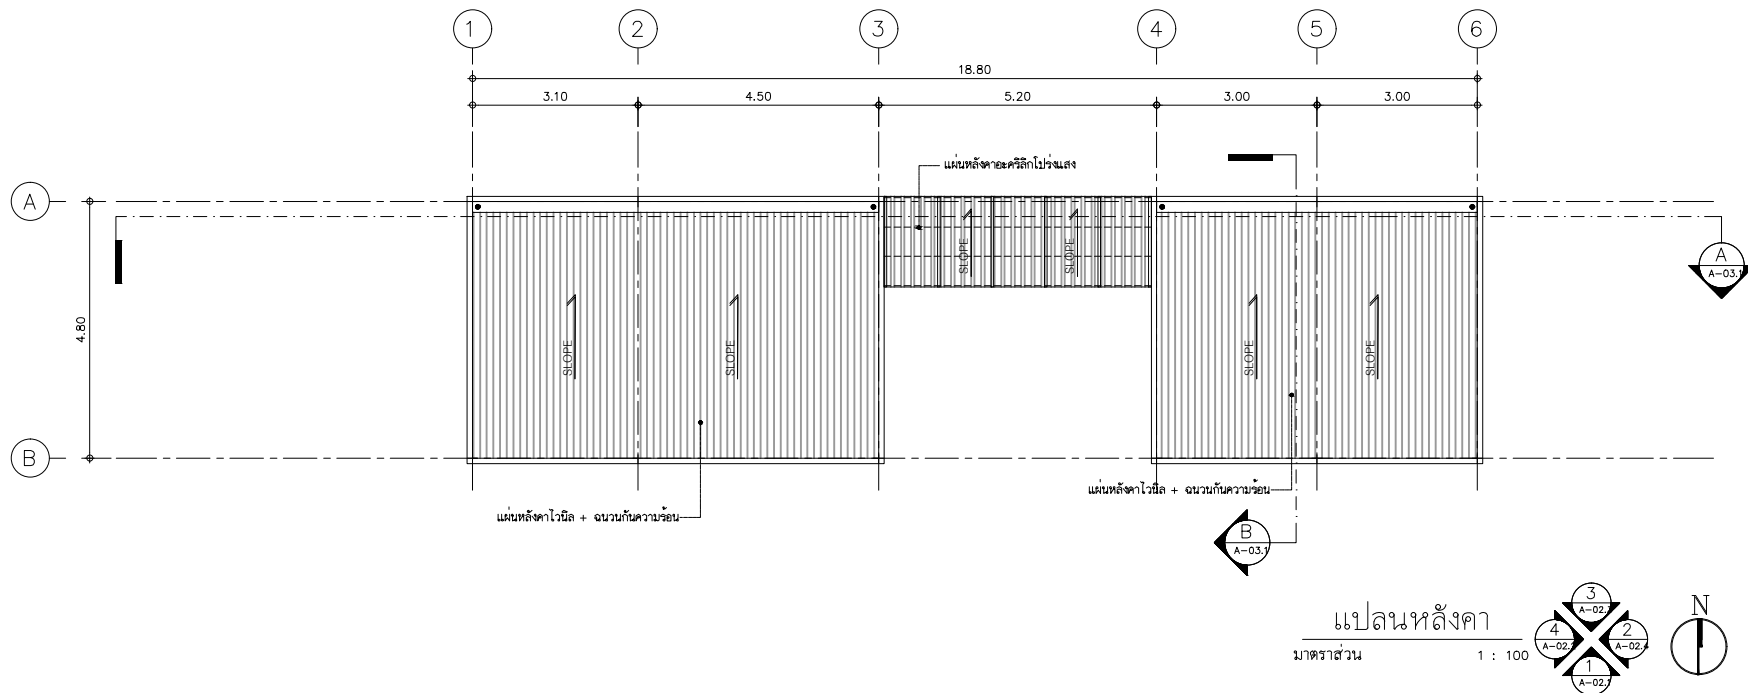 1 2 3 4 5 6
18.80
3.10 4.50 5.20 3.00 3.00
แผ่นหลังคาอะคริลิกโปร่งแสง
A
SLOPE SLOPE
A
A-03.1
4.80
SLOPE SLOPE SLOPE SLOPE
B
แผ่นหลังคาไวนิล + ฉนวนกันความร้อน
แผ่นหลังคาไวนิล + ฉนวนกันความร้อน
B
A-03.1
แปลนหลังคา
มาตราส่วน 1 : 100
3
A-02.
4 2
A-02. A-02.4
1
A-02.1
N